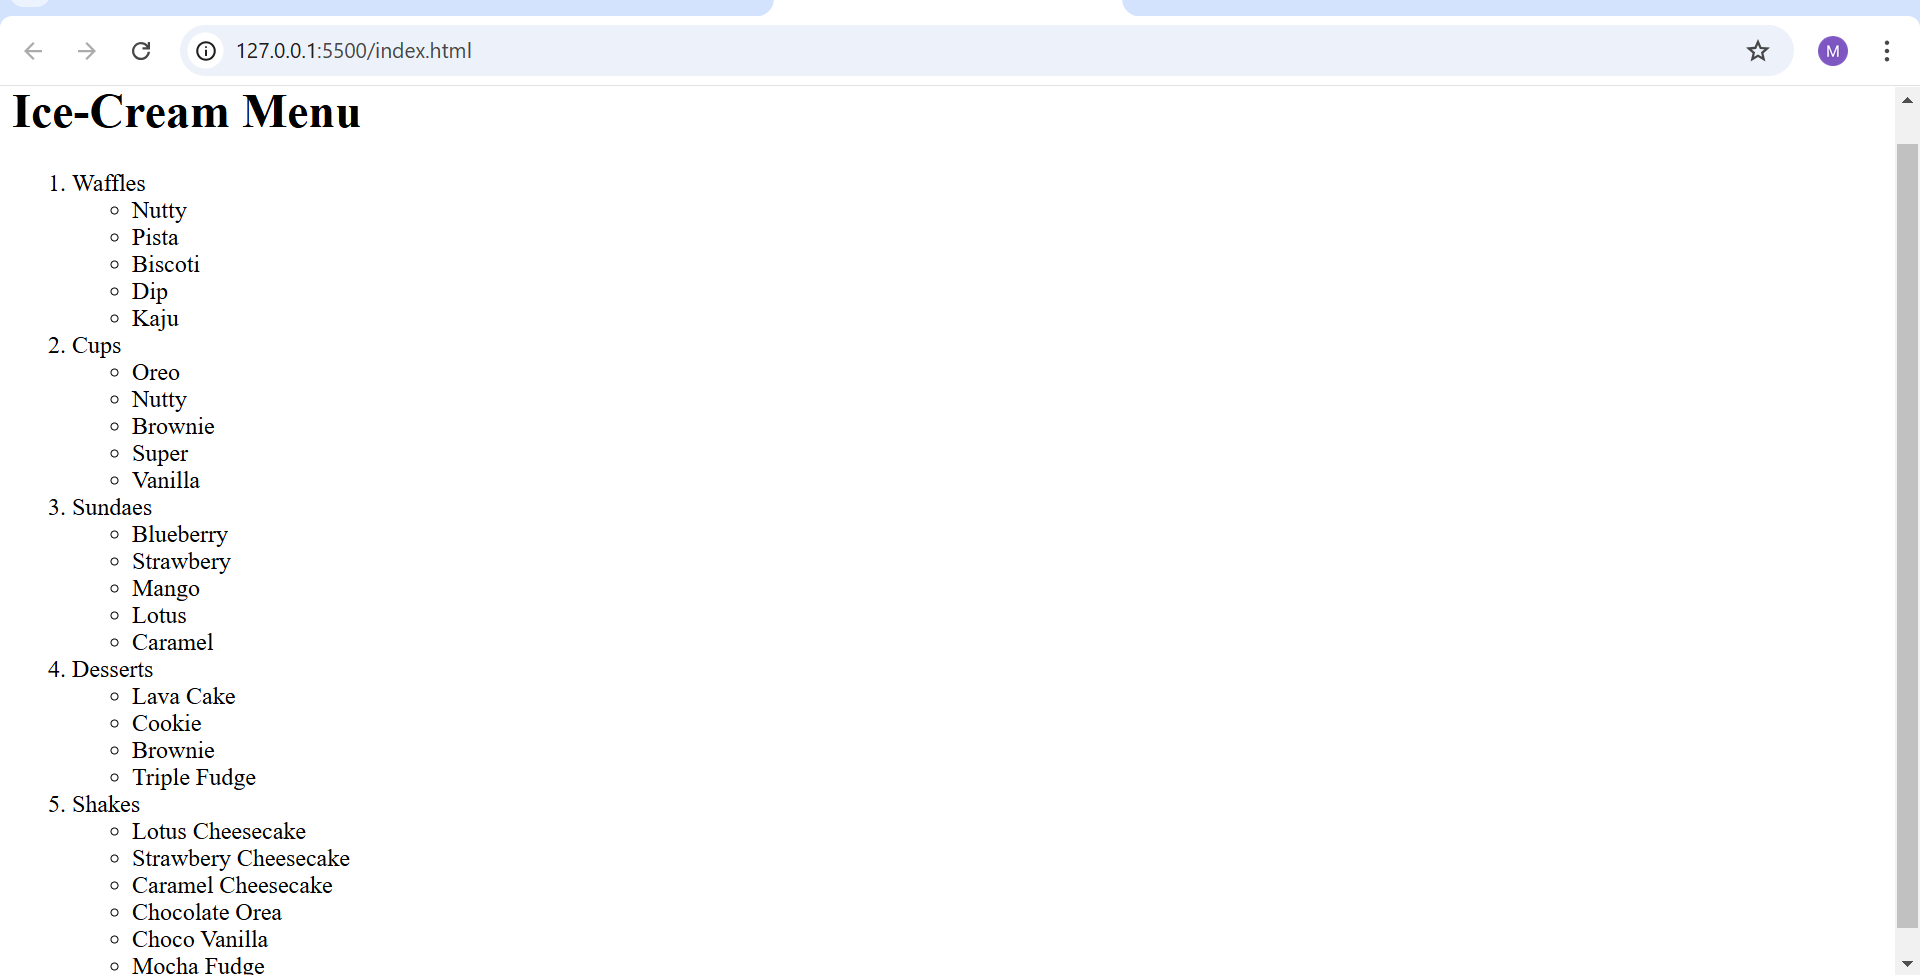 127.0.0.1:5500/index.html
M
Ice-Cream Menu
1. Waffles
Nutty
Pista
Biscoti
Dip
Kaju
2. Cups
Oreo
Nutty
Brownie
Super
Vanilla
3. Sundaes
Blueberry
Strawbery
Mango
Lotus
Caramel
4. Desserts
Lava Cake
Cookie
Brownie
Triple Fudge
5. Shakes
Lotus Cheesecake
Strawbery Cheesecake
Caramel Cheesecake
Chocolate Orea
Choco Vanilla
Mocha Fudge